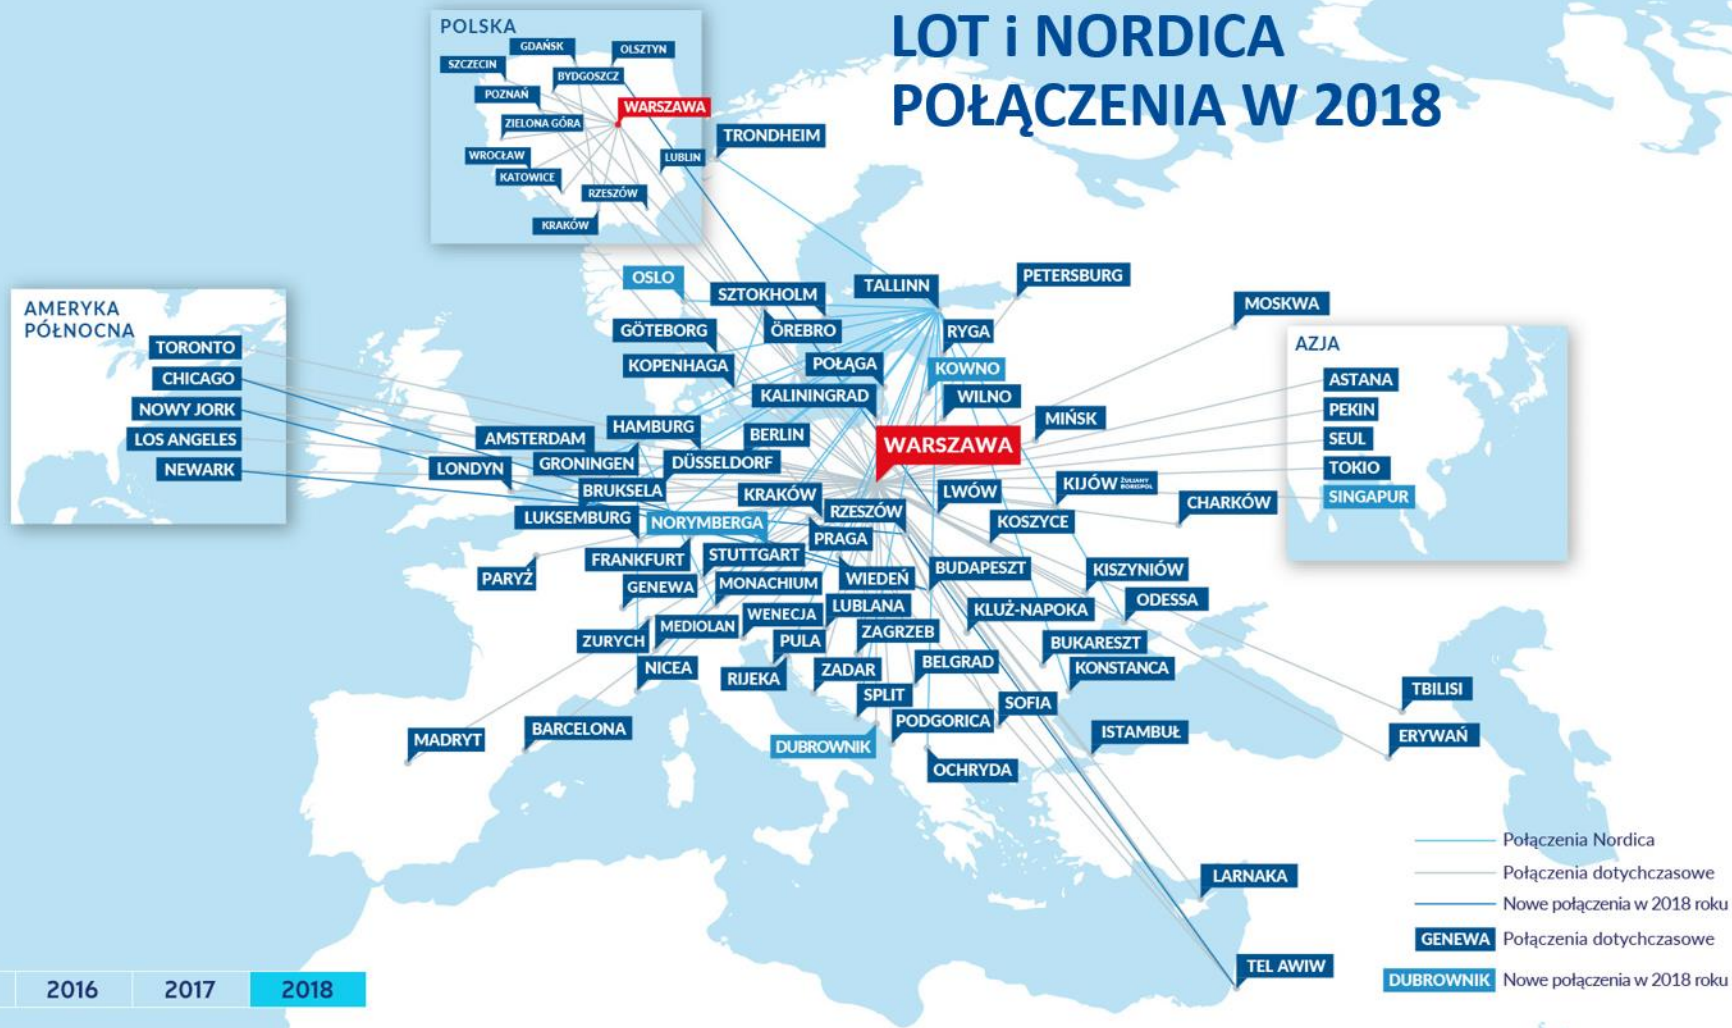 LOT i NORDICA
POŁĄCZENIA W 2018
POLSKA
GDAŃSK
OLSZTYN
SZCZECIN
BYDGOSZCZ
POZNAŃ
WARSZAWA
ZIELONA GÓRA
WROCŁAW
LUBLIN
KATOWICE
RZESZÓW
KRAKÓW
TRONDHEIM
AMERYKA
PÓŁNOCNA
TORONTO
CHICAGO
NOWY JORK
LOS ANGELES
NEWARK
OSLO
SZTOKHOLM
TALLINN
PETERSBURG
MOSKWA
GÖTEBORG
ÖREBRO
RYGA
KOPENHAGA
POŁĄGA
KOWNO
KALININGRAD
WILNO
MIŃSK
AZJA
ASTANA
PEKIN
SEUL
TOKIO
SINGAPUR
HAMBURG
AMSTERDAM
BERLIN
WARSZAWA
LONDYN
GRONINGEN
DÜSSELDORF
BRUKSELA
KRAKÓW
LWÓW
KIJÓW ŻULIANY
BORISPOL
CHARKÓW
LUKSEMBURG
NORYMBERGA
RZESZÓW
KOSZYCE
PRAGA
FRANKFURT
STUTTGART
PARYŻ
GENEWA
MONACHIUM
WIEDEŃ
BUDAPESZT
KISZYNIÓW
ODESSA
WENECJA
LUBLANA
KLUŻ-NAPOKA
ZURYCH
MEDIOLAN
PULA
ZAGRZEB
BUKARESZT
NICEA
RIJEKA
ZADAR
BELGRAD
KONSTANCA
SPLIT
SOFIA
TBILISI
MADRYT
BARCELONA
DUBROWNIK
PODGORICA
ISTAMBUŁ
ERYWAŃ
OCHRYDA
LARNAKA
TEL AWIW
Połączenia Nordica
Połączenia dotychczasowe
Nowe połączenia w 2018 roku
GENEWA Połączenia dotychczasowe
DUBROWNIK Nowe połączenia w 2018 roku
2016 2017 2018